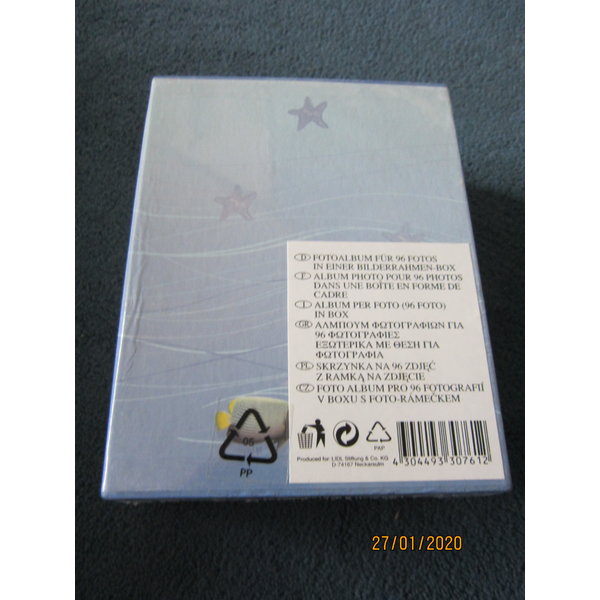 D FOTOALBUM FÜR 96 FOTOS
IN EINER BILDERRAHMEN-BOX
F ALBUM PHOTO POUR 96 PHOTOS
DANS UNE BOÎTE EN FORME DE
CADRE
I ALBUM PER FOTO (96 FOTO)
IN BOX
GR ΑΛΜΠΟΥΜ ΦΩΤΟΓΡΑΦΙΩΝ ΓΙΑ
96 ΦΩΤΟΓΡΑΦΙΕΣ
ΕΞΩΤΕΡΙΚΑ ΜΕ ΘΕΣΗ ΓΙΑ
ΦΩΤΟΓΡΑΦΙΑ
PL SKRZYNKA NA 96 ZDJĘĆ
Z RAMKĄ NA ZDJĘCIE
CZ FOTO ALBUM PRO 96 FOTOGRAFIÍ
V BOXU S FOTO-RÁMEČKEM
05
PP
PAP
Produced for: LIDL Stiftung & Co. KG
D-74167 Neckarsulm
4 304493 307612
27/01/2020